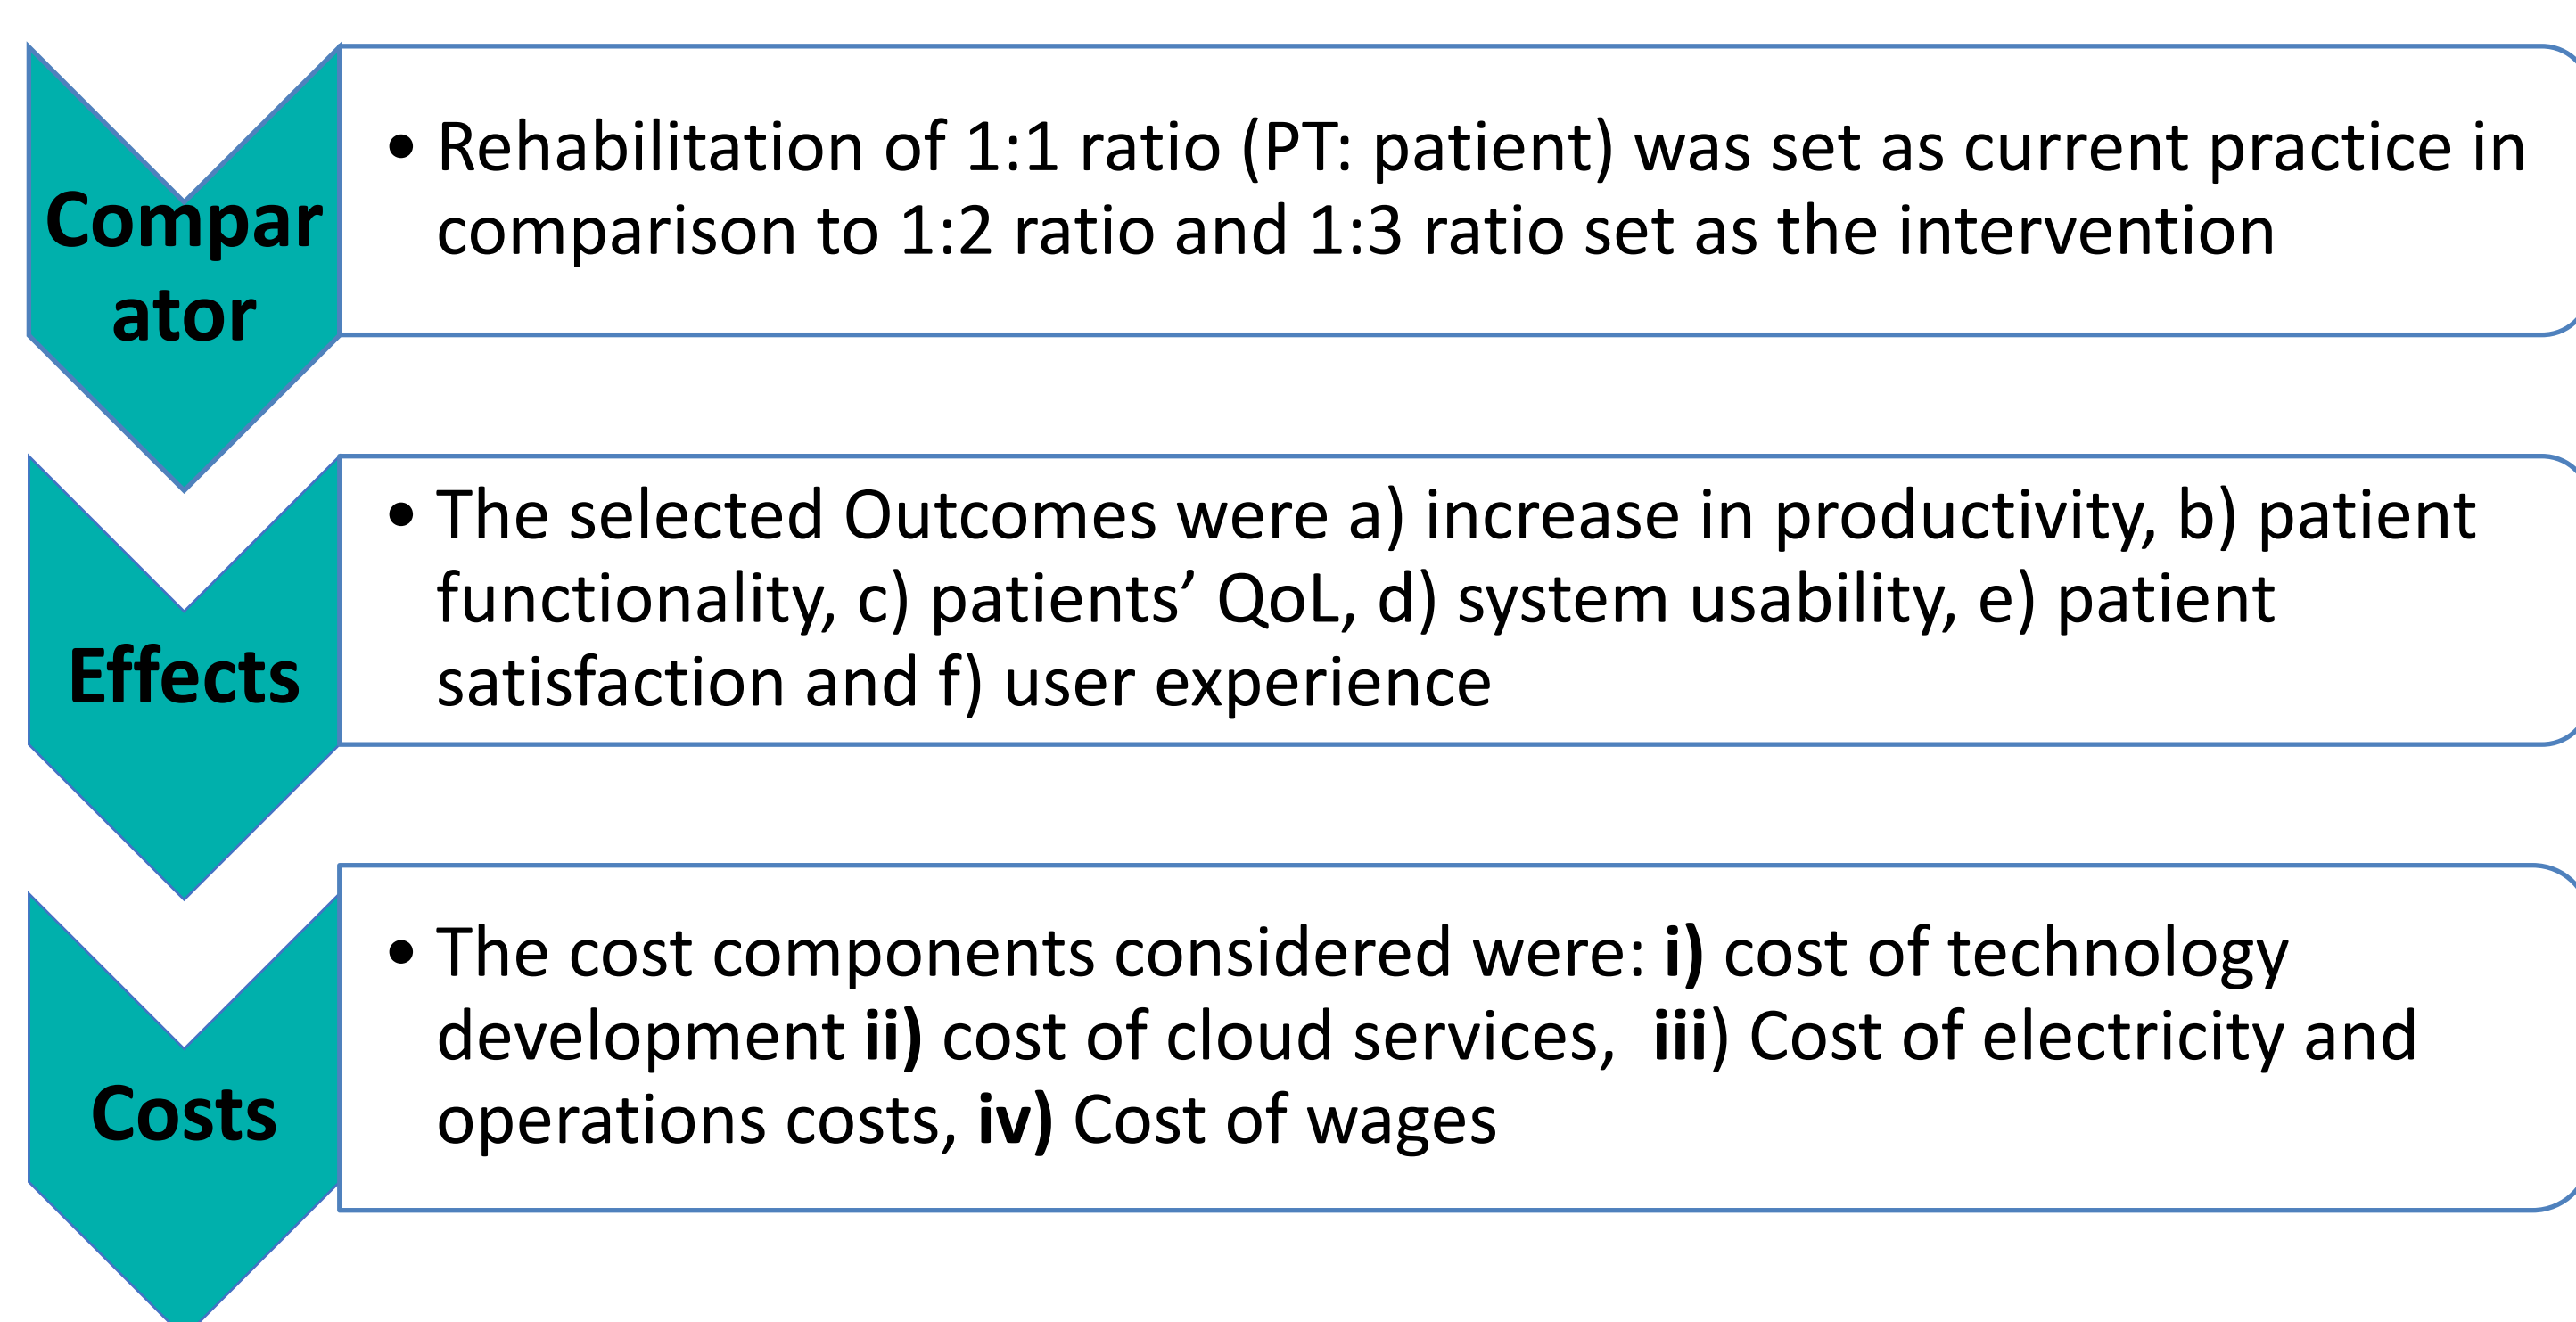 Compar
ator
• Rehabilitation of 1:1 ratio (PT: patient) was set as current practice in
comparison to 1:2 ratio and 1:3 ratio set as the intervention
Effects
• The selected Outcomes were a) increase in productivity, b) patient
functionality, c) patients’ QoL, d) system usability, e) patient
satisfaction and f) user experience
Costs
• The cost components considered were: i) cost of technology
development ii) cost of cloud services,  iii) Cost of electricity and
operations costs, iv) Cost of wages